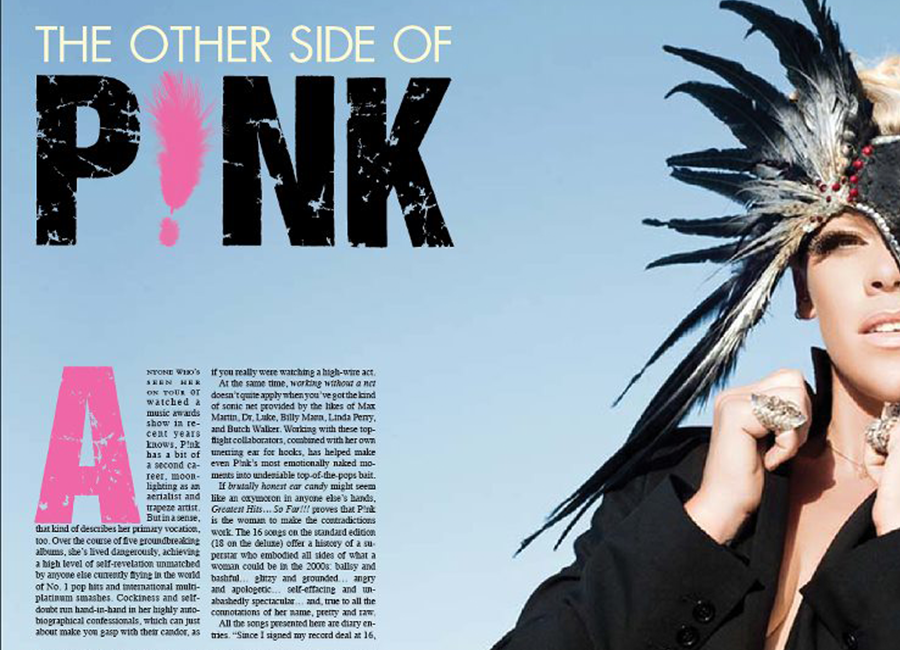 THE OTHER SIDE OF
P!NK
ANYONE WHO'S
SEEN HER
ON TOUR or
watched a
music awards
show in re-
cent years
knows, P!nk
has a bit of
a second ca-
reer, moon-
lighting as an
aerialist and
trapeze artist.
But in a sense,
that kind of describes her primary vocation,
too. Over the course of five groundbreaking
albums, she's lived dangerously, achieving
a high level of self-revelation unmatched
by anyone else currently flying in the world
of No. 1 pop hits and international multi-
platinum smashes. Cockiness and self-
doubt run hand-in-hand in her highly auto-
biographical confessionals, which can just
about make you gasp with their candor, as
if you really were watching a high-wire act.
At the same time, working without a net
doesn't quite apply when you've got the kind
of sonic net provided by the likes of Max
Martin, Dr. Luke, Billy Mann, Linda Perry,
and Butch Walker. Working with these top-
flight collaborators, combined with her own
unerring ear for hooks, has helped make
even P!nk's most emotionally naked mo-
ments into undeniable top-of-the-pops bait.
If brutally honest ear candy might seem
like an oxymoron in anyone else's hands,
Greatest Hits... So Far!!! proves that P!nk
is the woman to make the contradictions
work. The 16 songs on the standard edition
(18 on the deluxe) offer a history of a su-
perstar who embodied all sides of what a
woman could be in the 2000s: ballsy and
bashful... glitzy and grounded... angry
and apologetic... self-effacing and un-
abashedly spectacular... and, true to all the
connotations of her name, pretty and raw.
All the songs presented here are diary en-
tries. "Since I signed my record deal at 16,